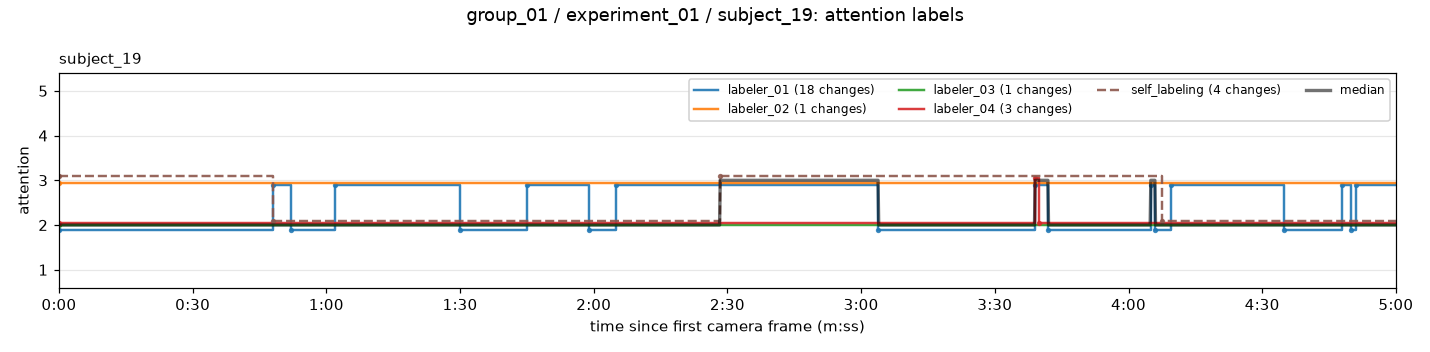 group_01 / experiment_01 / subject_19: attention labels
subject_19
labeler_01 (18 changes)
labeler_02 (1 changes)
labeler_03 (1 changes)
labeler_04 (3 changes)
self_labeling (4 changes)
median
attention
5
4
3
2
1
0:00 0:30 1:00 1:30 2:00 2:30 3:00 3:30 4:00 4:30 5:00
time since first camera frame (m:ss)